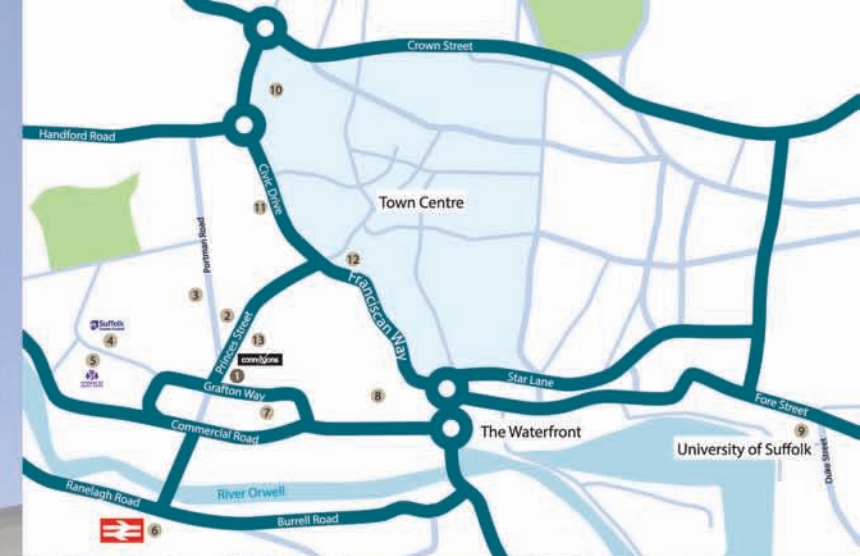 Crown Street
10
Handford Road
Civic Drive
11
Town Centre
Portman Road
12
Franciscan Way
3
2
Princes Street
13
Suffolk
4
5
connexions
1
Grafton Way
8
7
Star Lane
Commercial Road
The Waterfront
Fore Street
9
University of Suffolk
Duke Street
Ranelagh Road
River Orwell
Burrell Road
6